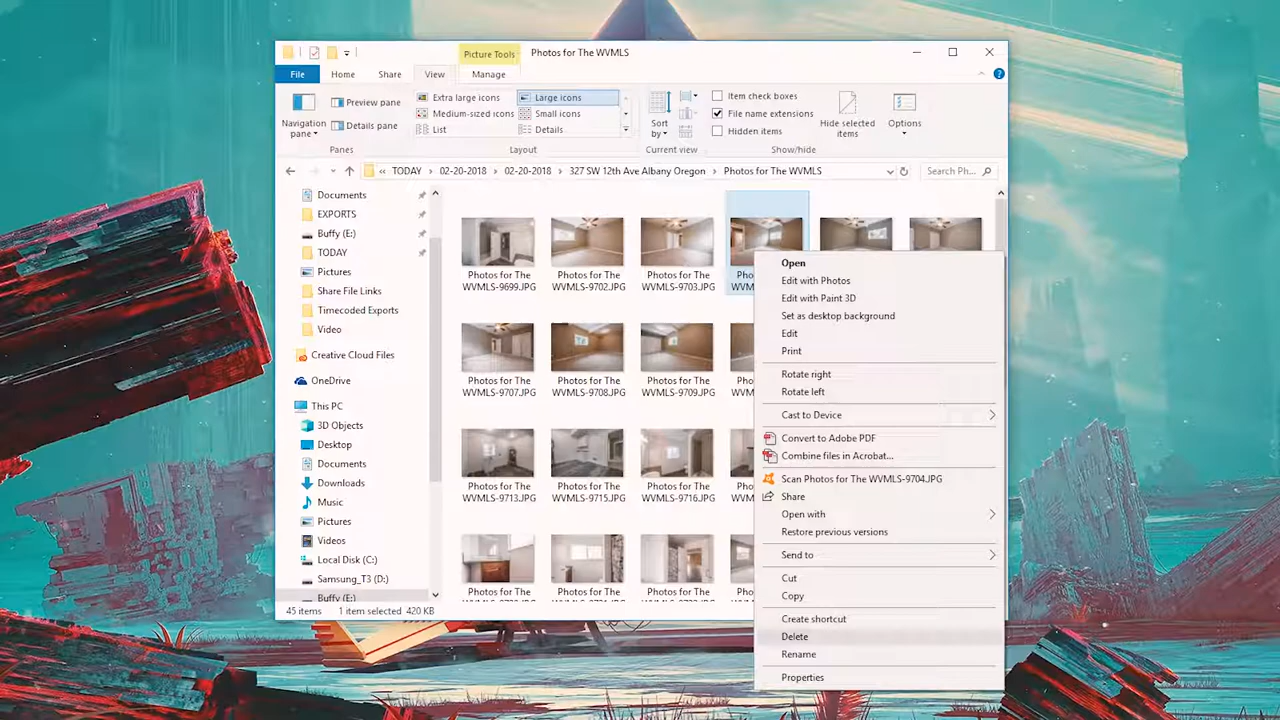 Picture Tools
Photos for The WVMLS
File
Home
Share
View
Manage
Navigation pane
Preview pane
Details pane
Panes
Extra large icons
Large icons
Medium-sized icons
Small icons
List
Details
Layout
Sort by
Current view
Item check boxes
File name extensions
Hidden items
Hide selected items
Show/hide
Options
« TODAY › 02-20-2018 › 02-20-2018 › 327 SW 12th Ave Albany Oregon › Photos for The WVMLS
Search Ph...
Documents
EXPORTS
Buffy (E:)
TODAY
Pictures
Share File Links
Timecoded Exports
Video
Creative Cloud Files
OneDrive
This PC
3D Objects
Desktop
Documents
Downloads
Music
Pictures
Videos
Local Disk (C:)
Samsung_T3 (D:)
Buffy (E:)
Photos for The
WVMLS-9699.JPG
Photos for The
WVMLS-9702.JPG
Photos for The
WVMLS-9703.JPG
Photos for The
WVMLS-9707.JPG
Photos for The
WVMLS-9708.JPG
Photos for The
WVMLS-9709.JPG
Photos for The
WVMLS-9713.JPG
Photos for The
WVMLS-9715.JPG
Photos for The
WVMLS-9716.JPG
Photos for The
Photos for The
Photos for The
45 items
1 item selected 420 KB
Open
Edit with Photos
Edit with Paint 3D
Set as desktop background
Edit
Print
Rotate right
Rotate left
Cast to Device
Convert to Adobe PDF
Combine files in Acrobat...
Scan Photos for The WVMLS-9704.JPG
Share
Open with
Restore previous versions
Send to
Cut
Copy
Create shortcut
Delete
Rename
Properties